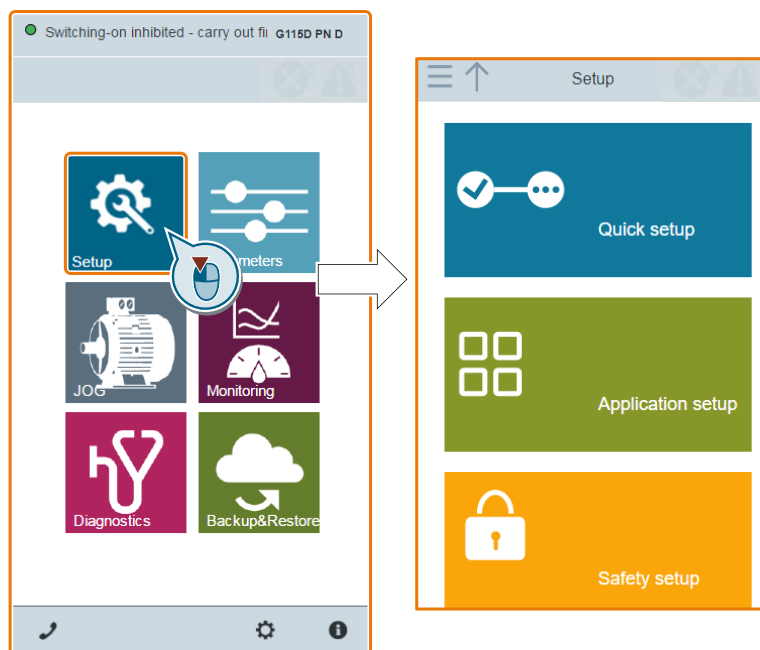 Switching-on inhibited - carry out fi G115D PN D
Setup
Setup
meters
Quick setup
JOG
Monitoring
Application setup
Diagnostics
Backup&Restore
Safety setup